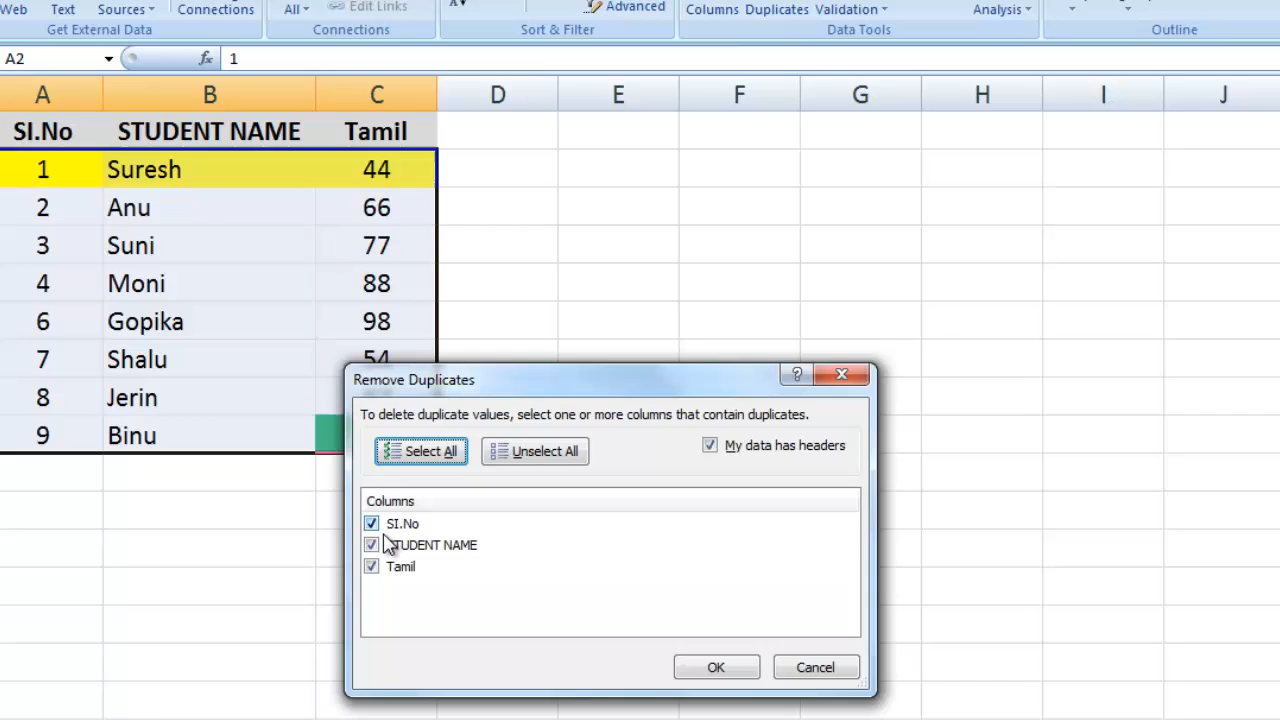 Web Text Sources Connections All Edit Links Advanced Columns Duplicates Validation Analysis
Get External Data Connections Sort & Filter Data Tools Outline
A2 fx 1
A B C D E F G H I J
SI.No STUDENT NAME Tamil
1 Suresh 44
2 Anu 66
3 Suni 77
4 Moni 88
6 Gopika 98
7 Shalu 54
8 Jerin
9 Binu
Remove Duplicates
To delete duplicate values, select one or more columns that contain duplicates.
Select All Unselect All My data has headers
Columns
SI.No
STUDENT NAME
Tamil
OK Cancel